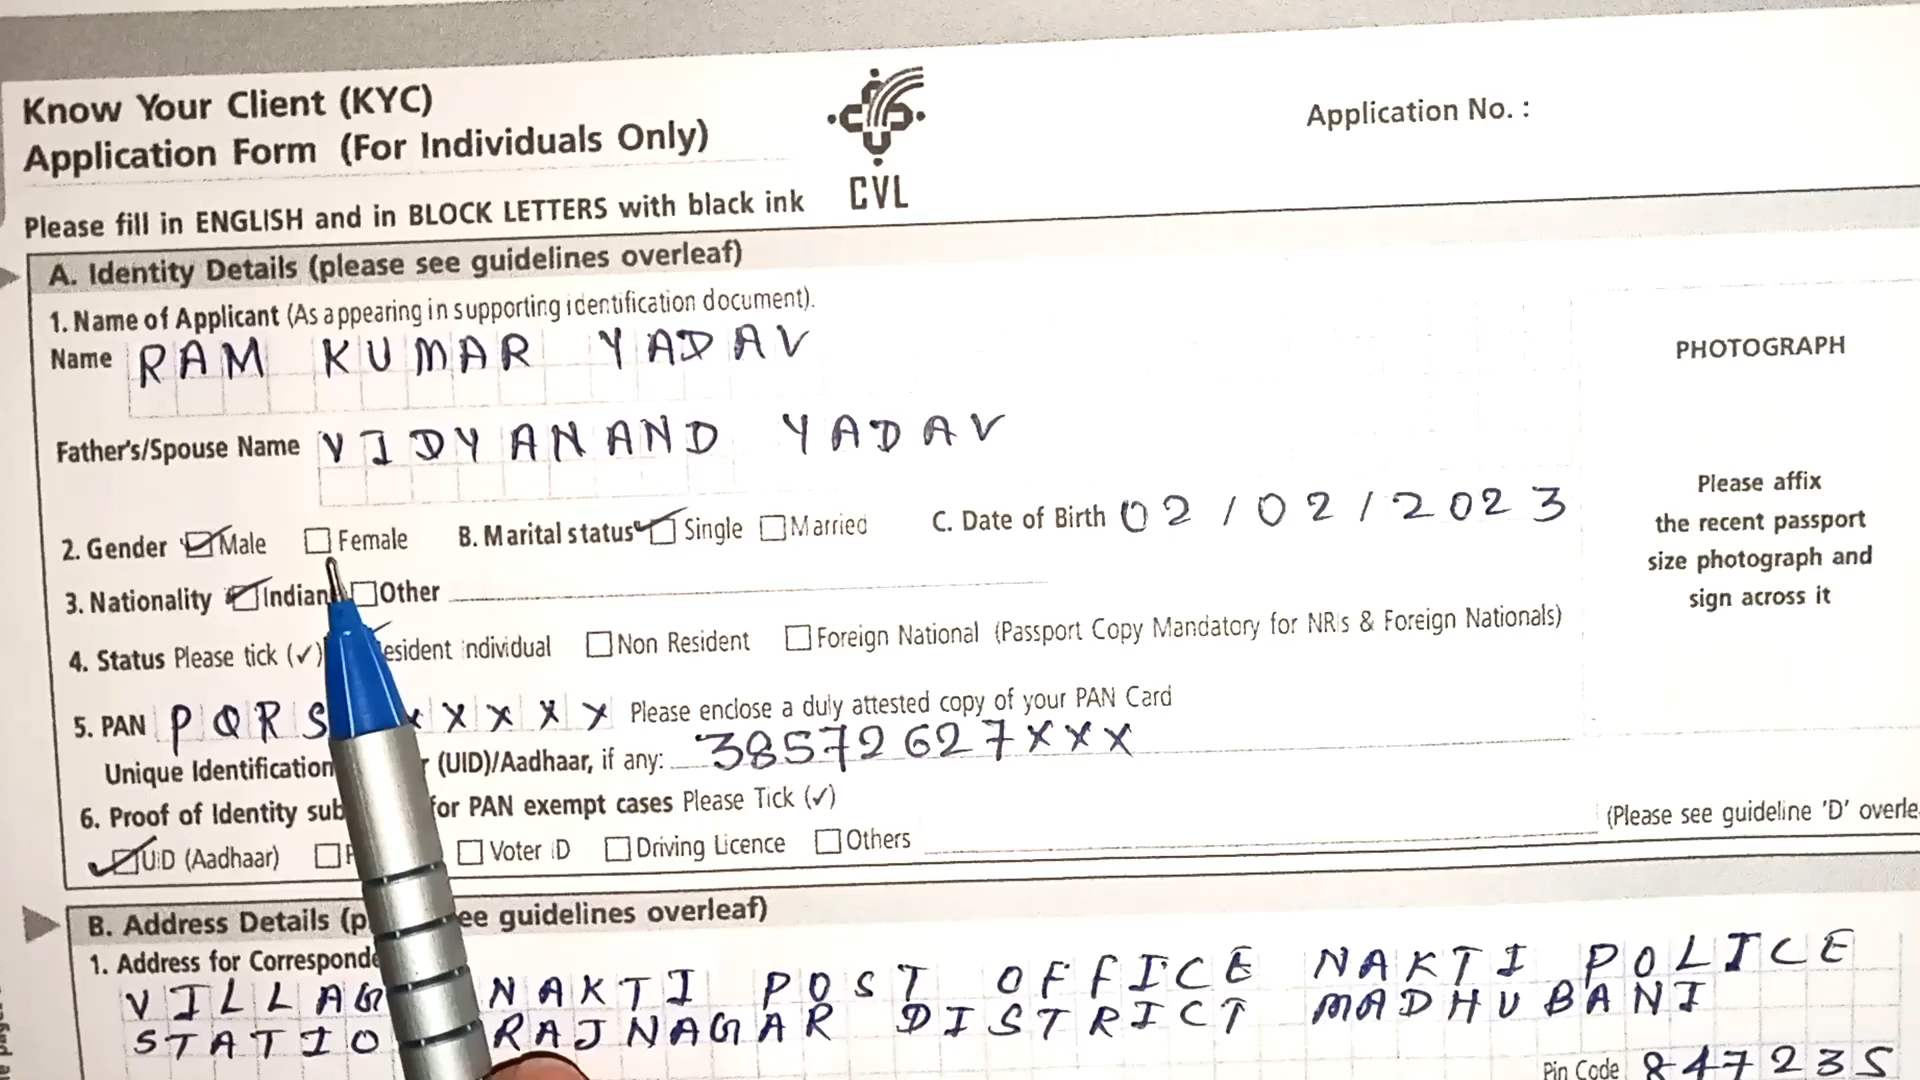 Know Your Client (KYC)
Application Form (For Individuals Only)
CVL
Application No. :
Please fill in ENGLISH and in BLOCK LETTERS with black ink
A. Identity Details (please see guidelines overleaf)
1. Name of Applicant (As appearing in supporting identification document).
Name RAM KUMAR YADAV
Father's/Spouse Name VIDYANAND YADAV
PHOTOGRAPH
Please affix
the recent passport
size photograph and
sign across it
2. Gender Male Female B. Marital status Single Married C. Date of Birth 02/02/2023
3. Nationality Indian Other
4. Status Please tick (✓) Resident Individual Non Resident Foreign National (Passport Copy Mandatory for NRIs & Foreign Nationals)
5. PAN PQRS XXXX Please enclose a duly attested copy of your PAN Card
Unique Identification (UID)/Aadhaar, if any: 38572627XXX
6. Proof of Identity for PAN exempt cases Please Tick (✓)
UID (Aadhaar) Voter ID Driving Licence Others (Please see guideline 'D' overle
B. Address Details ( see guidelines overleaf)
1. Address for Corresponde
VILLAG NAKTI POST OFFICE NAKTI POLICE
STATIO RAJNAGAR DISTRICT MADHUBANI
Pin Code 847235